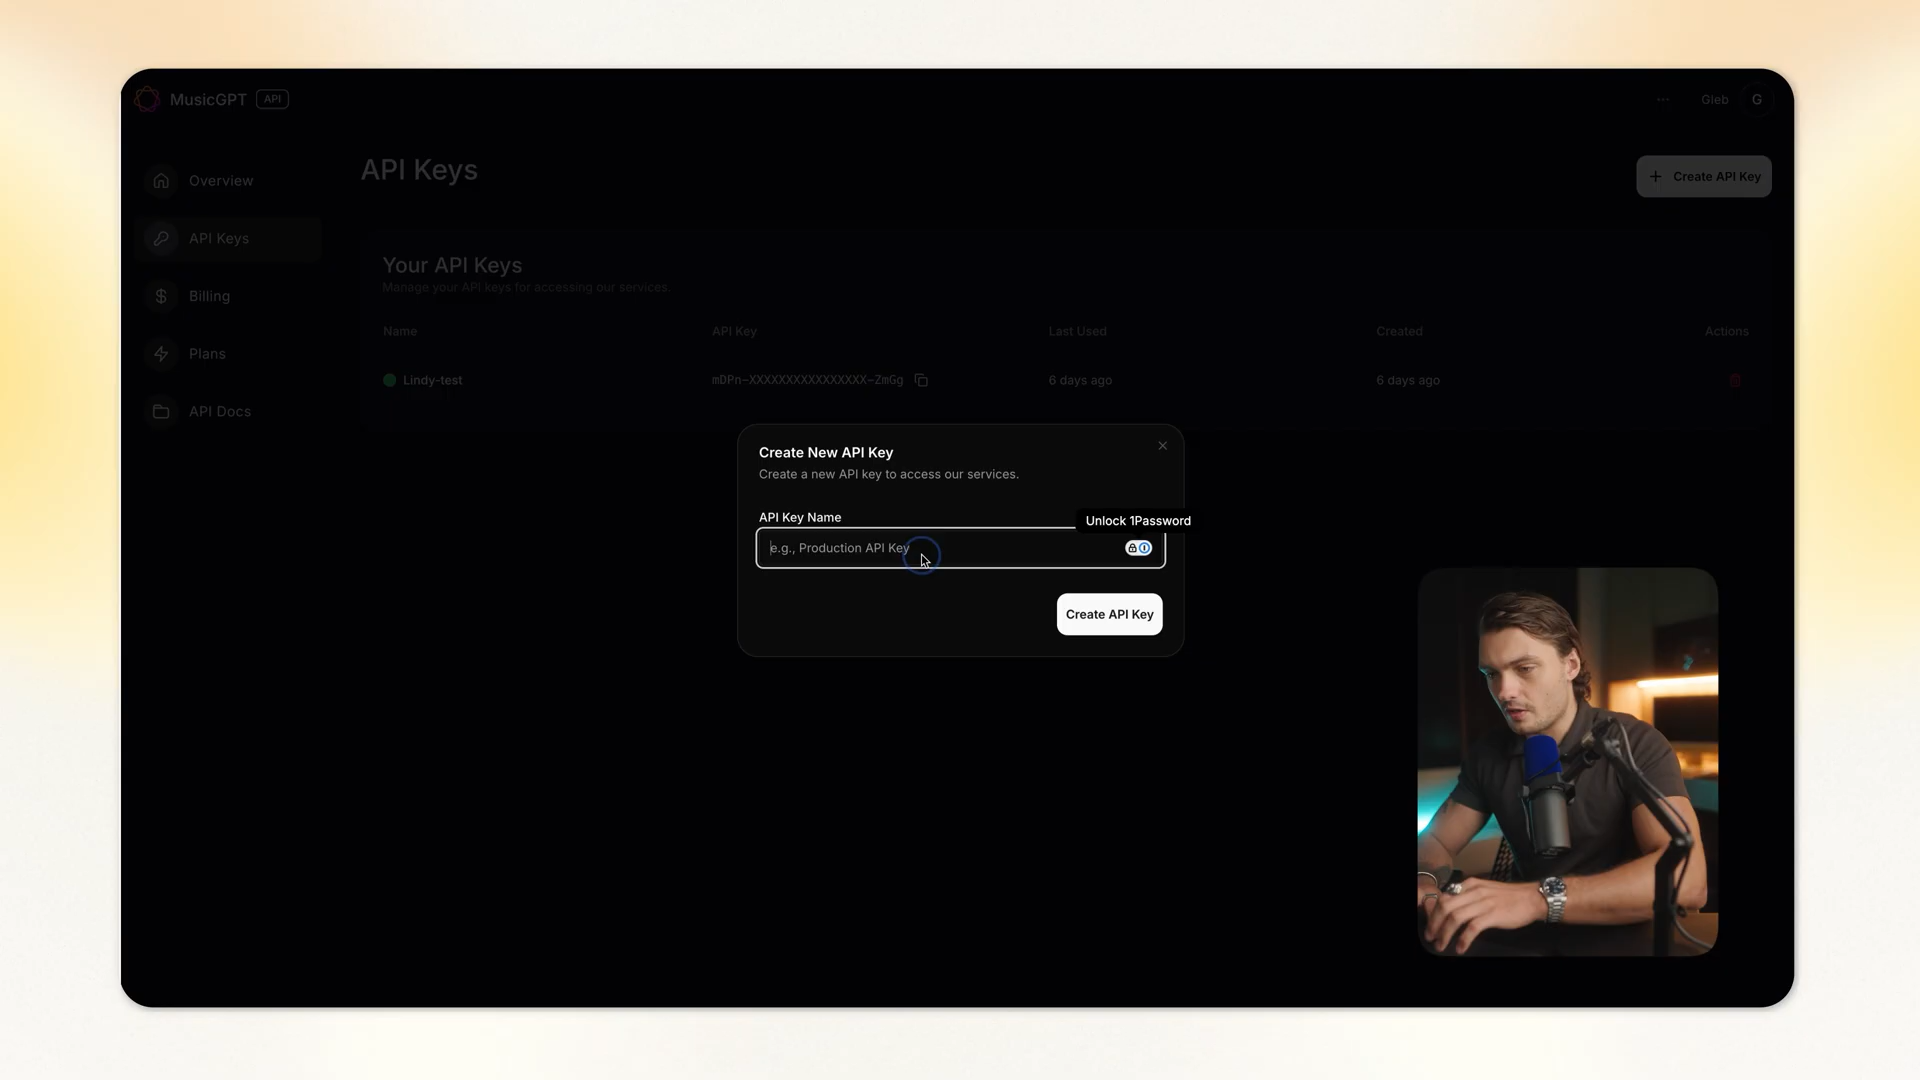 MusicGPT API
Gleb G
Overview
API Keys
Billing
Plans
API Docs
API Keys
+ Create API Key
Your API Keys
Manage your API keys for accessing our services.
Name API Key Last Used Created Actions
Lindy-test mDPn-XXXXXXXXXXXXXXXX-ZmGg 6 days ago 6 days ago
Create New API Key
Create a new API key to access our services.
API Key Name
Unlock 1Password
e.g., Production API Key
Create API Key